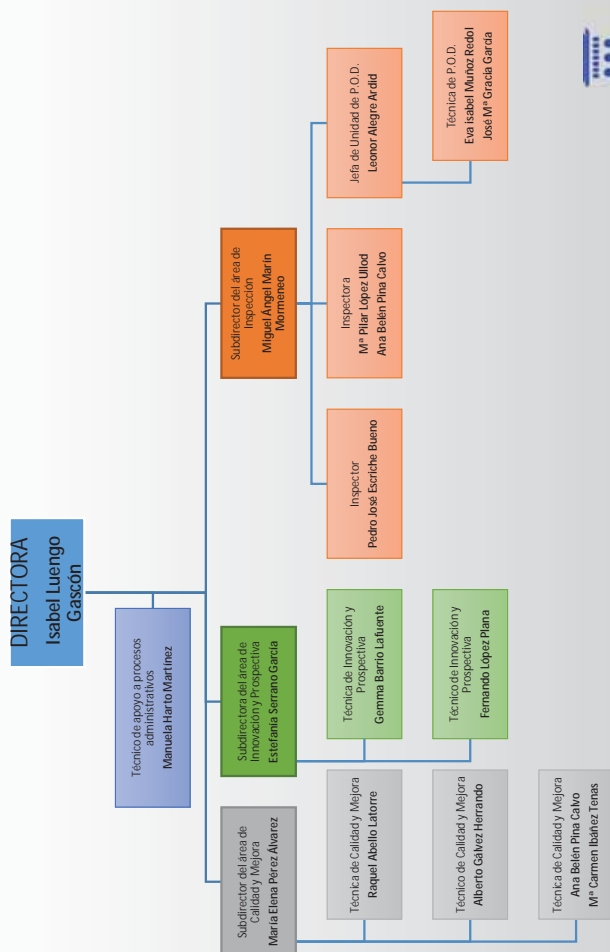 DIRECTORA
Isabel Luengo
Gascón
Técnico de apoyo a procesos
administrativos
Manuela Harto Martínez
Subdirector del área de
Calidad y Mejora
María Elena Pérez Álvarez
Subdirectora del área de
Innovación y Prospectiva
Estefanía Serrano García
Subdirector del área de
Inspección
Miguel Ángel Marín
Mormeneo
Técnica de Calidad y Mejora
Raquel Abello Latorre
Técnico de Calidad y Mejora
Alberto Gálvez Herrando
Técnica de Calidad y Mejora
Ana Belén Pina Calvo
Mª Carmen Ibáñez Tenas
Técnica de Innovación y
Prospectiva
Gemma Barrio Lafuente
Técnico de Innovación y
Prospectiva
Fernando López Plana
Inspector
Pedro José Escriche Bueno
Inspectora
Mª Pilar López Ullod
Ana Belén Pina Calvo
Jefa de Unidad de P.O.D.
Leonor Alegre Ardid
Técnica de P.O.D.
Eva isabel Muñoz Redol
José Mª Gracia García